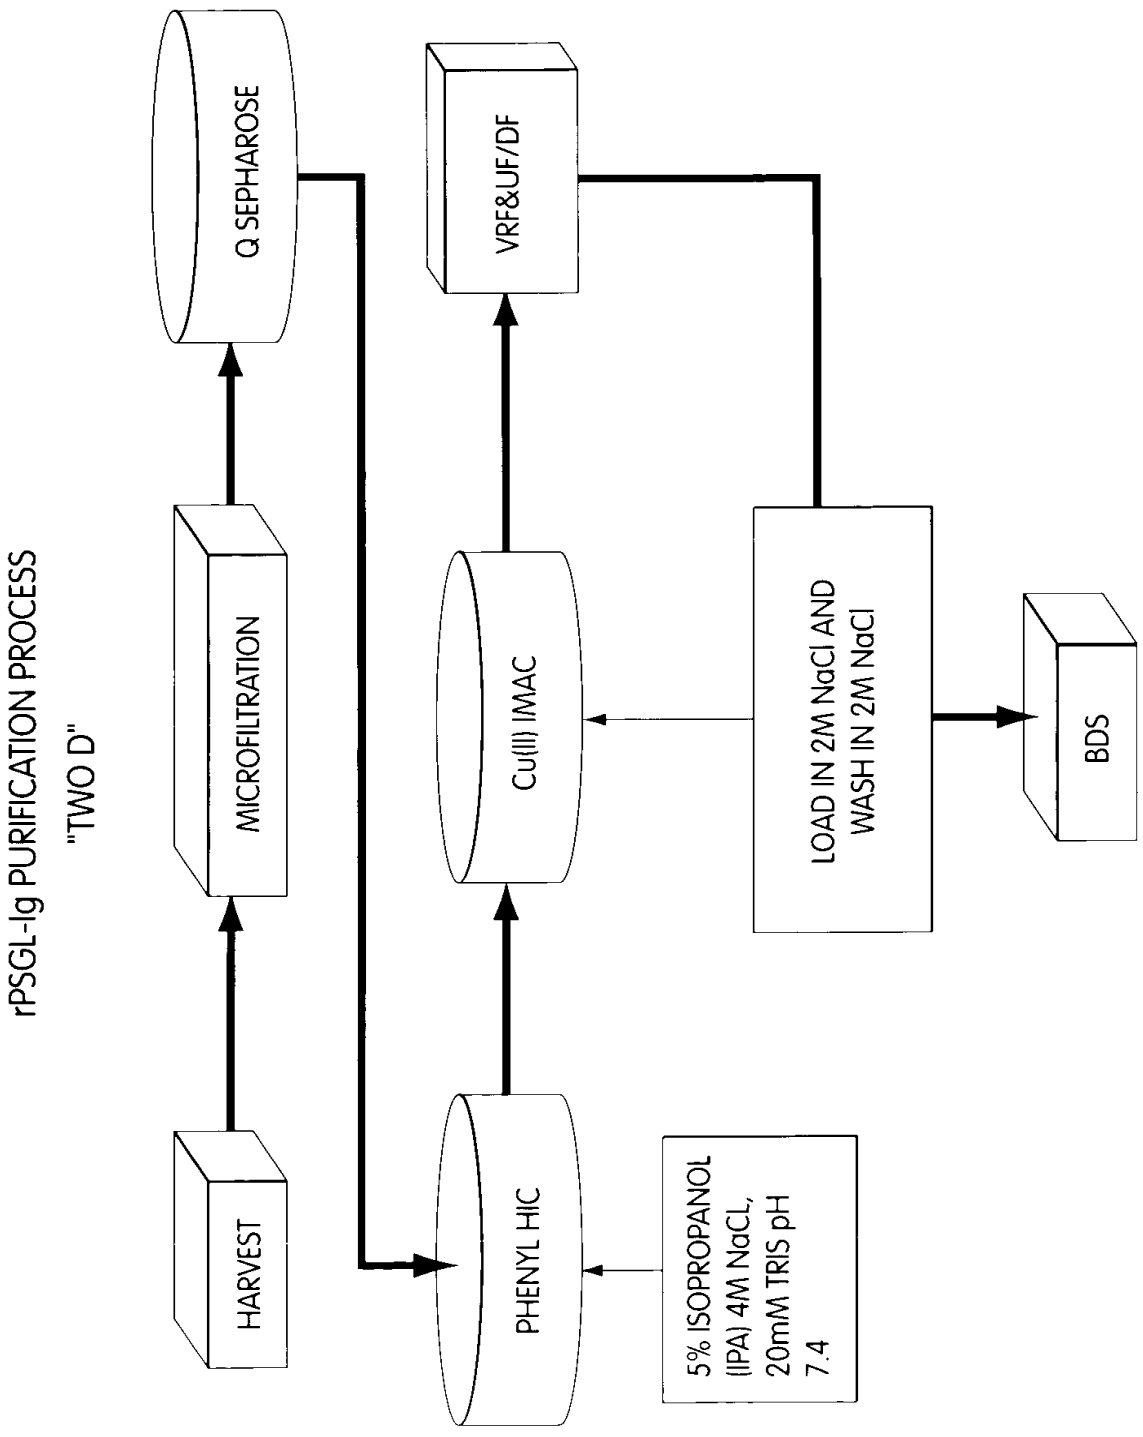 rPSGL-Ig PURIFICATION PROCESS
"TWO D"
HARVEST
MICROFILTRATION
Q SEPHAROSE
PHENYL HIC
Cu(II) IMAC
VRF&UF/DF
5% ISOPROPANOL
(IPA) 4M NaCL,
20mM TRIS pH
7.4
LOAD IN 2M NaCl AND
WASH IN 2M NaCl
BDS